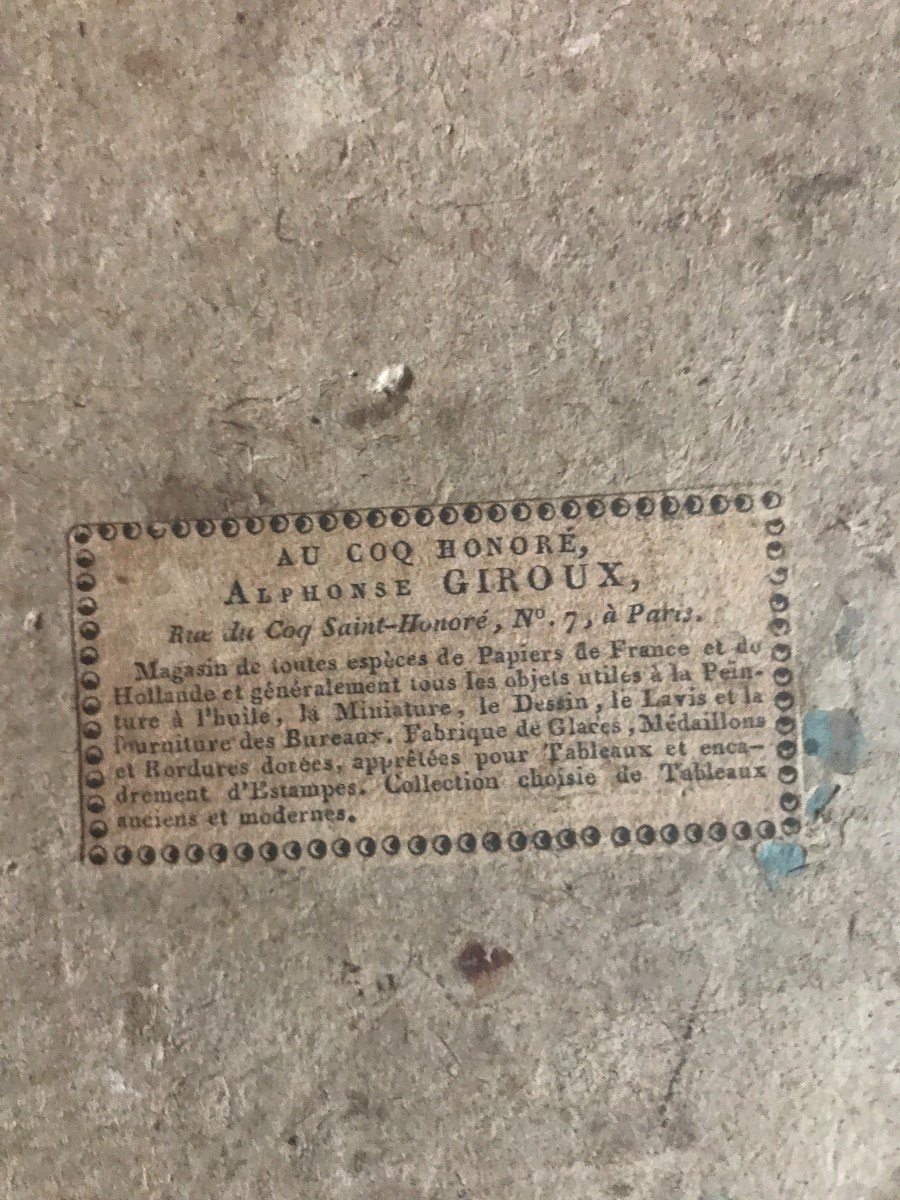 AU COQ HONORÉ,
ALPHONSE GIROUX,
Rue du Coq Saint-Honoré, Nº. 7, à Paris.
Magasin de toutes espèces de Papiers de France et de
Hollande et généralement tous les objets utiles à la Pein-
ture à l'huile, la Miniature, le Dessin, le Lavis et la
Fourniture des Bureaux. Fabrique de Glaces, Médaillons
et Bordures dorées, apprêtées pour Tableaux et enca-
drement d'Estampes. Collection choisie de Tableaux
anciens et modernes.